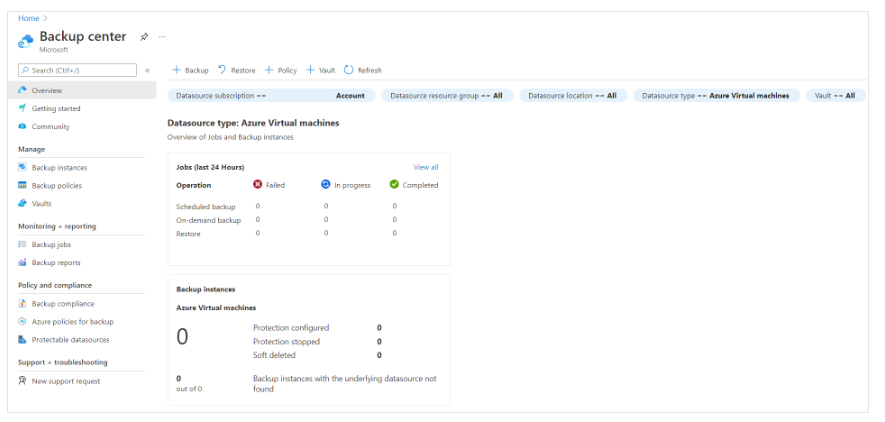 Home >
Backup center ...
Microsoft
Search (Ctrl+/) «
+ Backup Restore + Policy + Vault Refresh
Overview
Getting started
Community
Manage
Backup instances
Backup policies
Vaults
Monitoring + reporting
Backup jobs
Backup reports
Policy and compliance
Backup compliance
Azure policies for backup
Protectable datasources
Support + troubleshooting
New support request
Datasource subscription == Account Datasource resource group == All Datasource location == All Datasource type == Azure Virtual machines Vault == All
Datasource type: Azure Virtual machines
Overview of Jobs and Backup instances
Jobs (last 24 Hours) View all
Operation Failed In progress Completed
Scheduled backup 0 0 0
On-demand backup 0 0 0
Restore 0 0 0
Backup instances
Azure Virtual machines
0
Protection configured 0
Protection stopped 0
Soft deleted 0
0
out of 0
Backup instances with the underlying datasource not
found